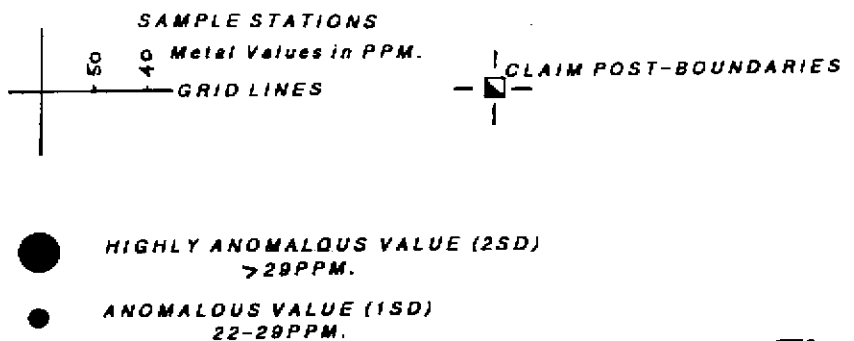 SAMPLE STATIONS
50 40 Metal Values in PPM.
GRID LINES
CLAIM POST-BOUNDARIES
HIGHLY ANOMALOUS VALUE (2SD)
>29PPM.
ANOMALOUS VALUE (1SD)
22-29PPM.